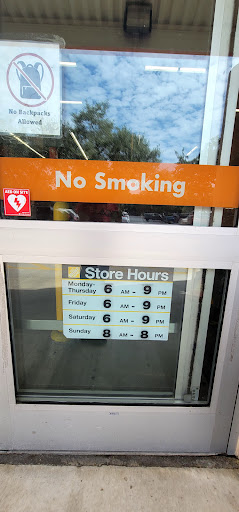 No Backpacks
Allowed
No Smoking
Store Hours
Monday-
Thursday 6 AM - 9 PM
Friday 6 AM - 9 PM
Saturday 6 AM - 9 PM
Sunday 8 AM - 8 PM